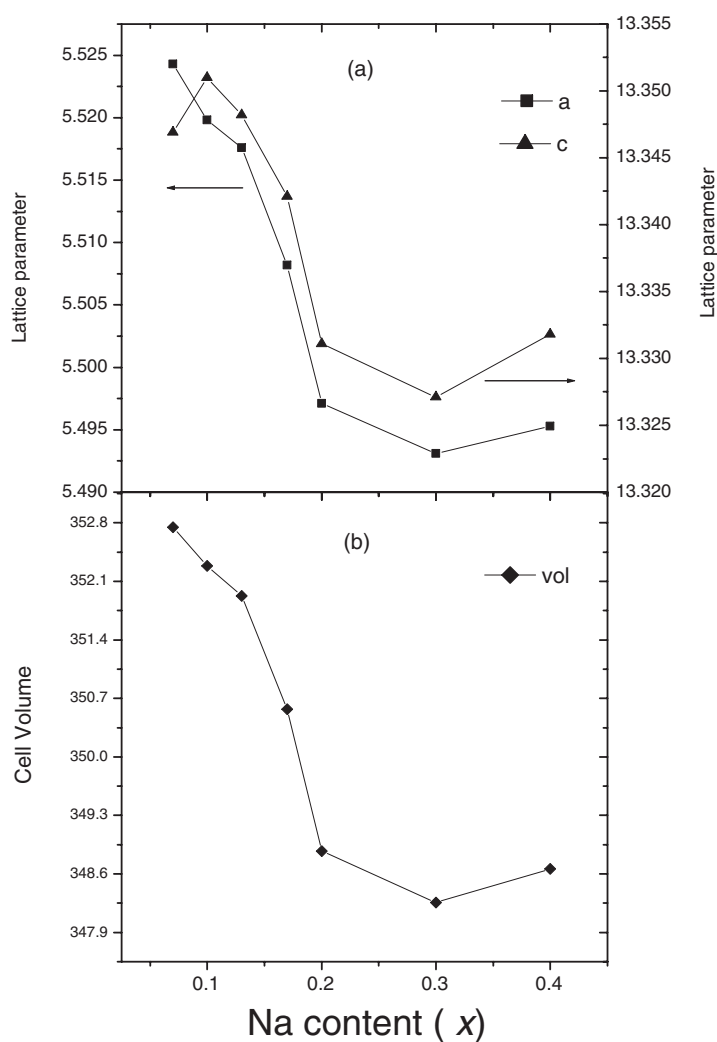 (a)
a
c
Lattice parameter
5.525
5.520
5.515
5.510
5.505
5.500
5.495
5.490
13.355
13.350
13.345
13.340
13.335
13.330
13.325
13.320
Lattice parameter
(b)
vol
Cell Volume
352.8
352.1
351.4
350.7
350.0
349.3
348.6
347.9
0.1 0.2 0.3 0.4
Na content ( x)